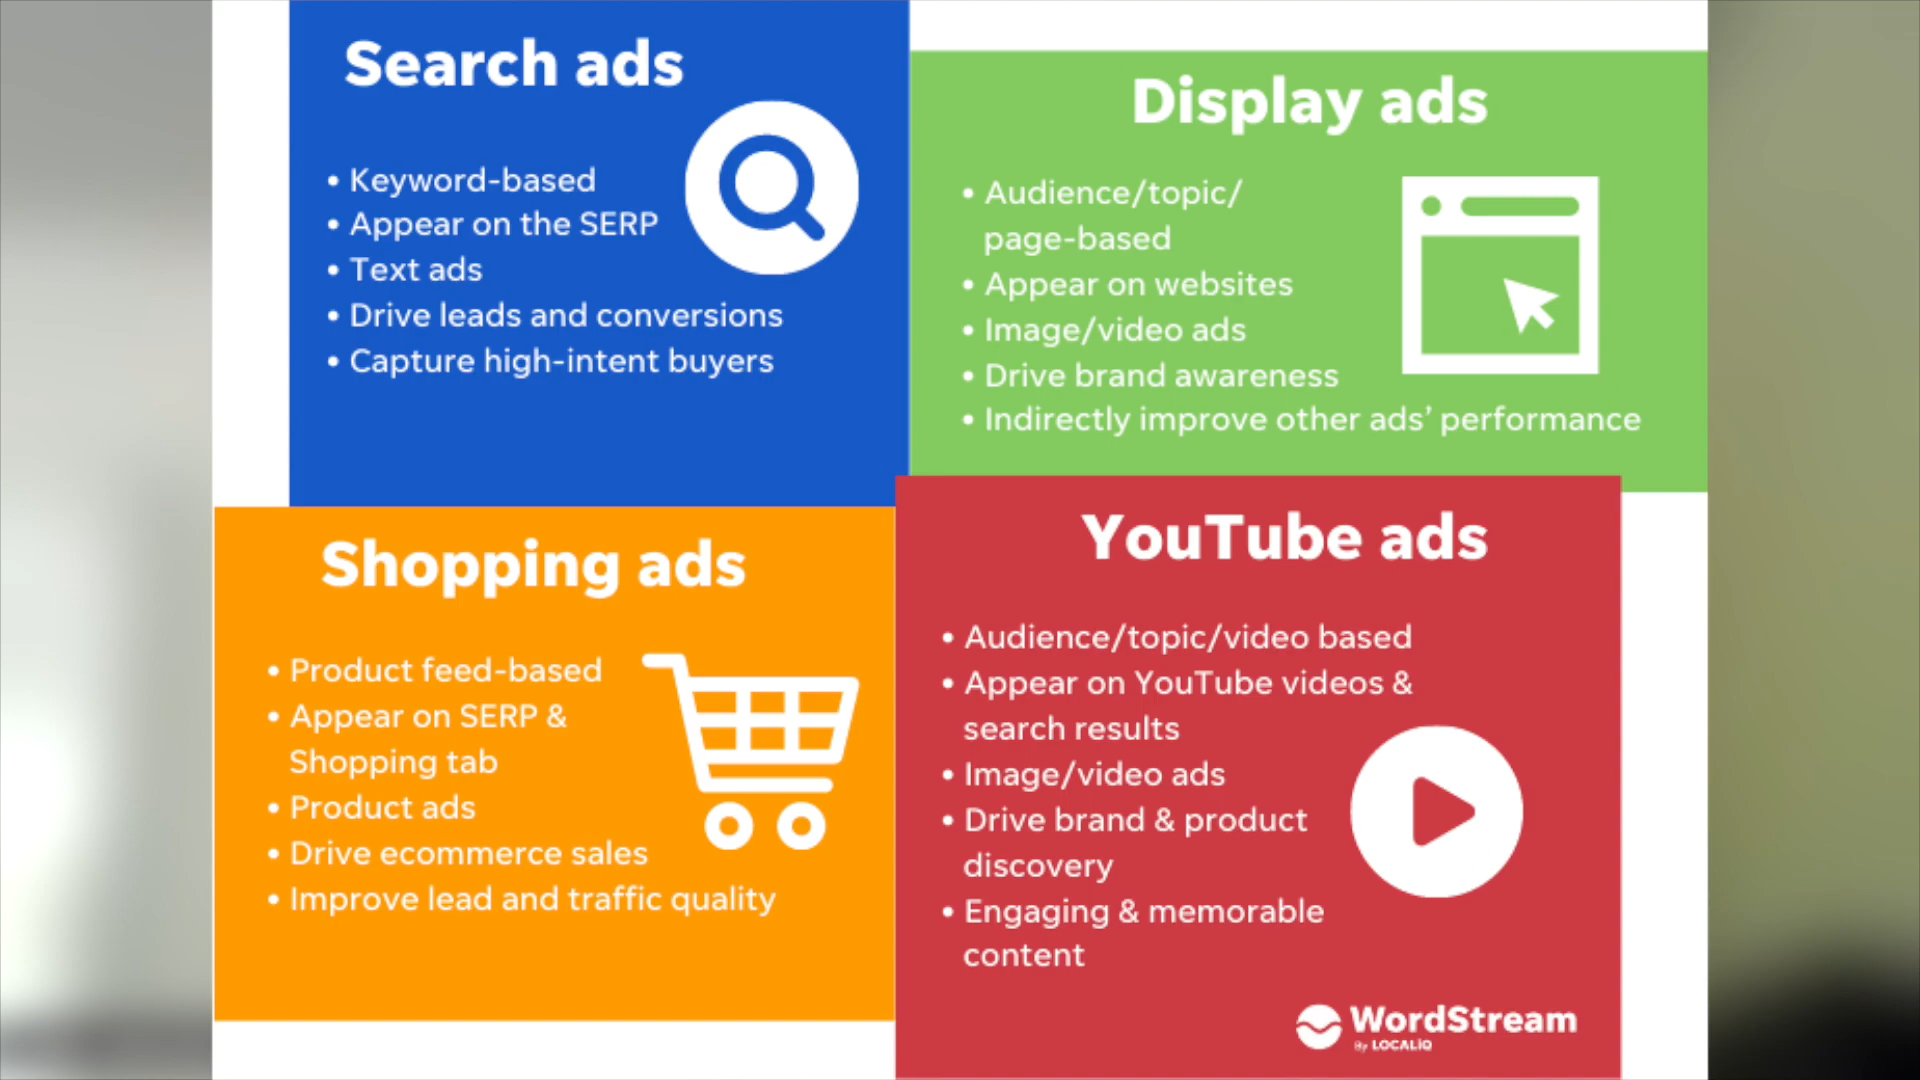 Search ads
• Keyword-based
• Appear on the SERP
• Text ads
• Drive leads and conversions
• Capture high-intent buyers
Display ads
• Audience/topic/
page-based
• Appear on websites
• Image/video ads
• Drive brand awareness
• Indirectly improve other ads’ performance
Shopping ads
• Product feed-based
• Appear on SERP &
Shopping tab
• Product ads
• Drive ecommerce sales
• Improve lead and traffic quality
YouTube ads
• Audience/topic/video based
• Appear on YouTube videos &
search results
• Image/video ads
• Drive brand & product
discovery
• Engaging & memorable
content
WordStream
By LOCALiQ